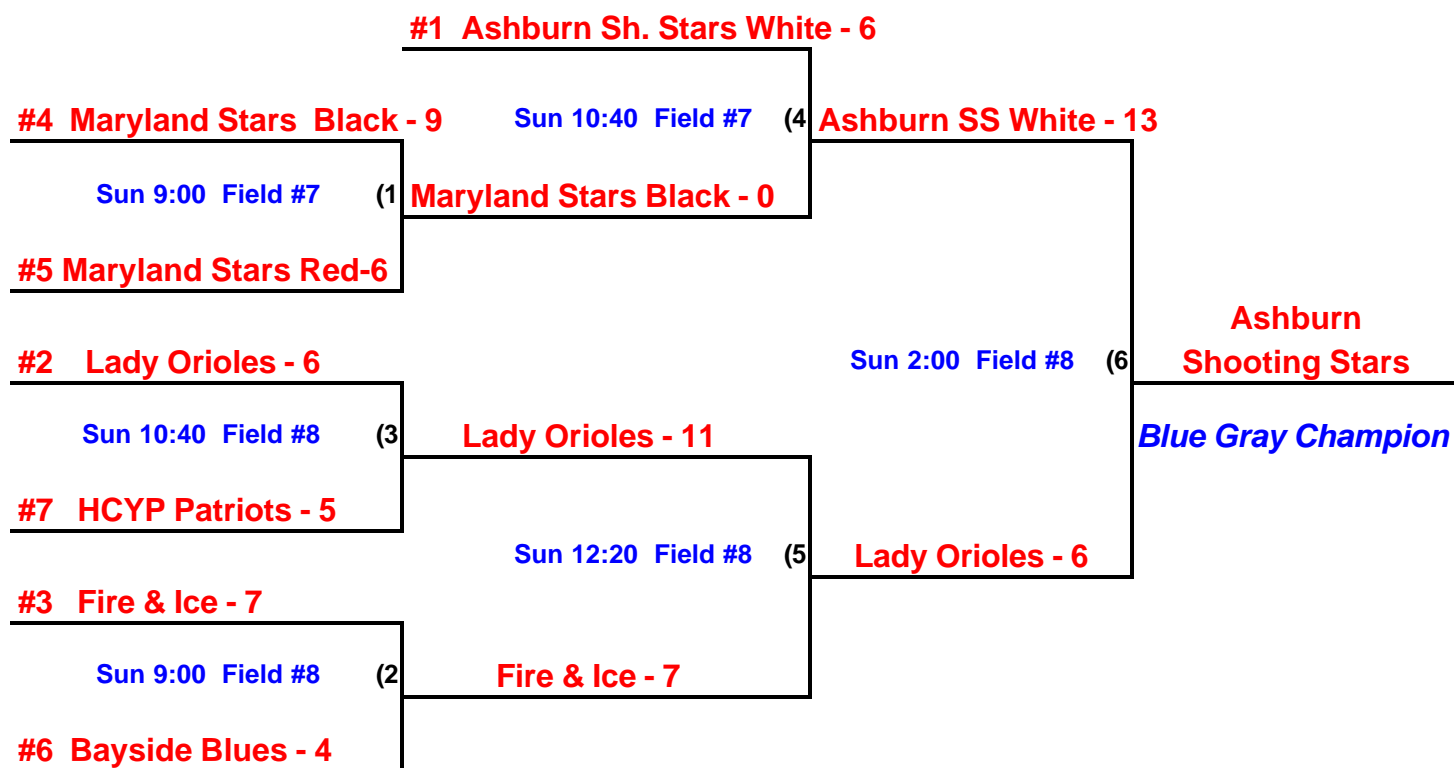 #1 Ashburn Sh. Stars White - 6
#4 Maryland Stars Black - 9
Sun 10:40 Field #7 (4
Ashburn SS White - 13
Sun 9:00 Field #7 (1
Maryland Stars Black - 0
#5 Maryland Stars Red-6
Ashburn
Shooting Stars
#2 Lady Orioles - 6
Sun 2:00 Field #8 (6
Sun 10:40 Field #8 (3
Lady Orioles - 11
Blue Gray Champion
#7 HCYP Patriots - 5
Sun 12:20 Field #8 (5
Lady Orioles - 6
#3 Fire & Ice - 7
Sun 9:00 Field #8 (2
Fire & Ice - 7
#6 Bayside Blues - 4